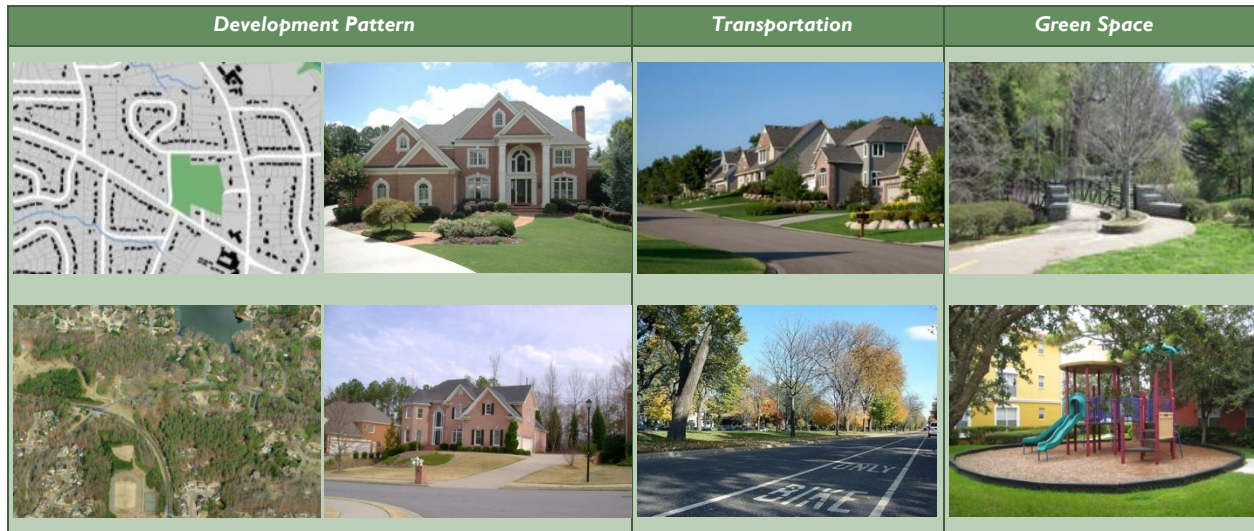 Development Pattern
Transportation
Green Space
ONLY
BIKE